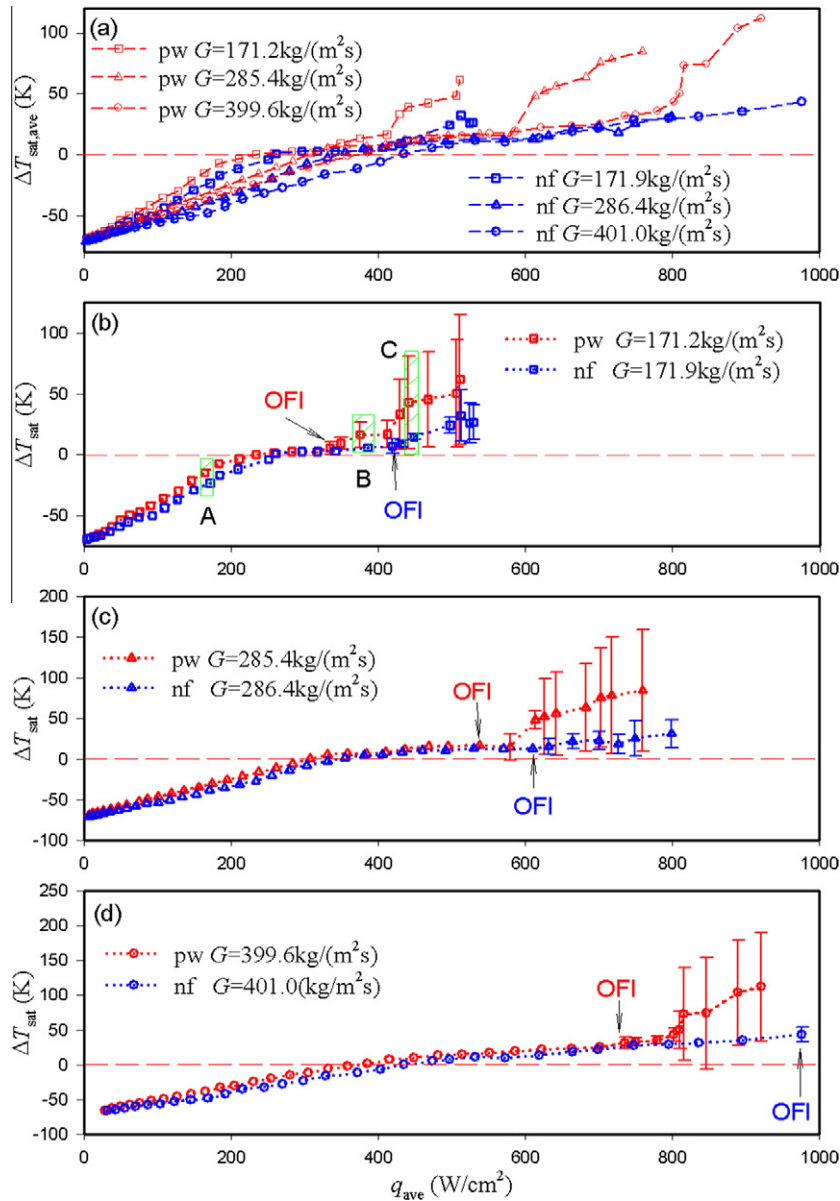 (a)
pw G=171.2kg/(m²s)
pw G=285.4kg/(m²s)
pw G=399.6kg/(m²s)
nf G=171.9kg/(m²s)
nf G=286.4kg/(m²s)
nf G=401.0kg/(m²s)
ΔT_sat,ave (K)
100
50
0
-50
0 200 400 600 800 1000
(b)
pw G=171.2kg/(m²s)
nf G=171.9kg/(m²s)
C
OFI
B
OFI
A
ΔT_sat (K)
100
50
0
-50
0 200 400 600 800 1000
(c)
pw G=285.4kg/(m²s)
nf G=286.4kg/(m²s)
OFI
OFI
ΔT_sat (K)
200
150
100
50
0
-50
-100
0 200 400 600 800 1000
(d)
pw G=399.6kg/(m²s)
nf G=401.0(kg/m²s)
OFI
OFI
ΔT_sat (K)
250
200
150
100
50
0
-50
-100
0 200 400 600 800 1000
q_ave (W/cm²)